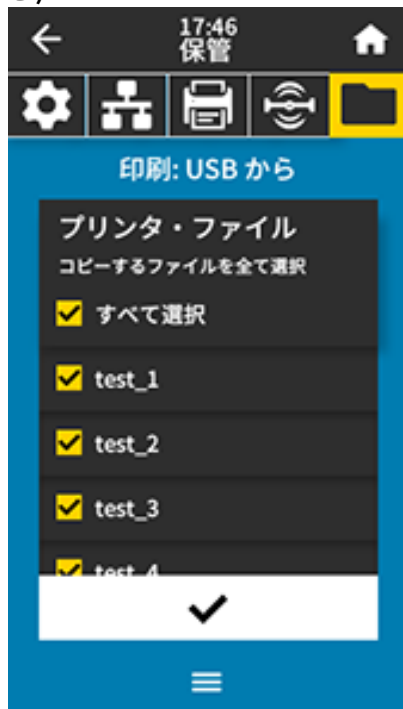 17:46
保管
印刷: USB から
プリンタ・ファイル
コピーするファイルを全て選択
すべて選択
test_1
test_2
test_3
test_4